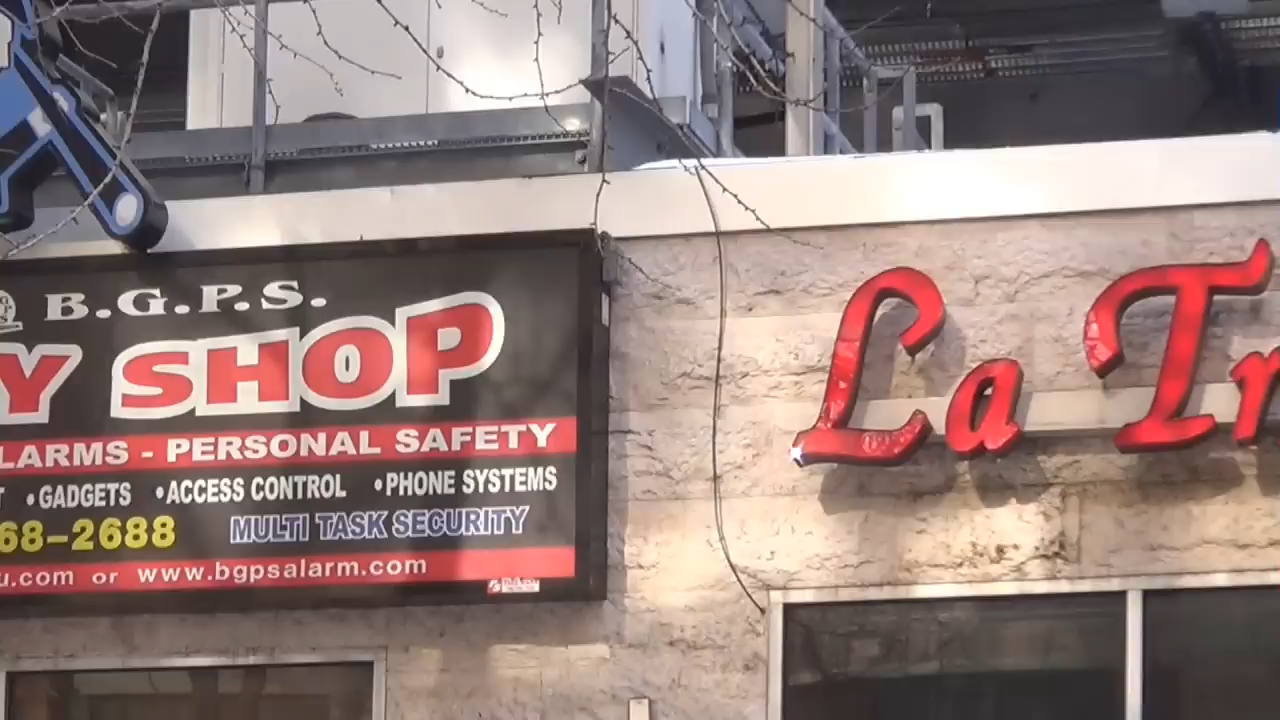 B.G.P.S.
Y SHOP
LARMS - PERSONAL SAFETY
T •GADGETS •ACCESS CONTROL •PHONE SYSTEMS
68-2688 MULTI TASK SECURITY
u.com or www.bgpsalarm.com
La Tr